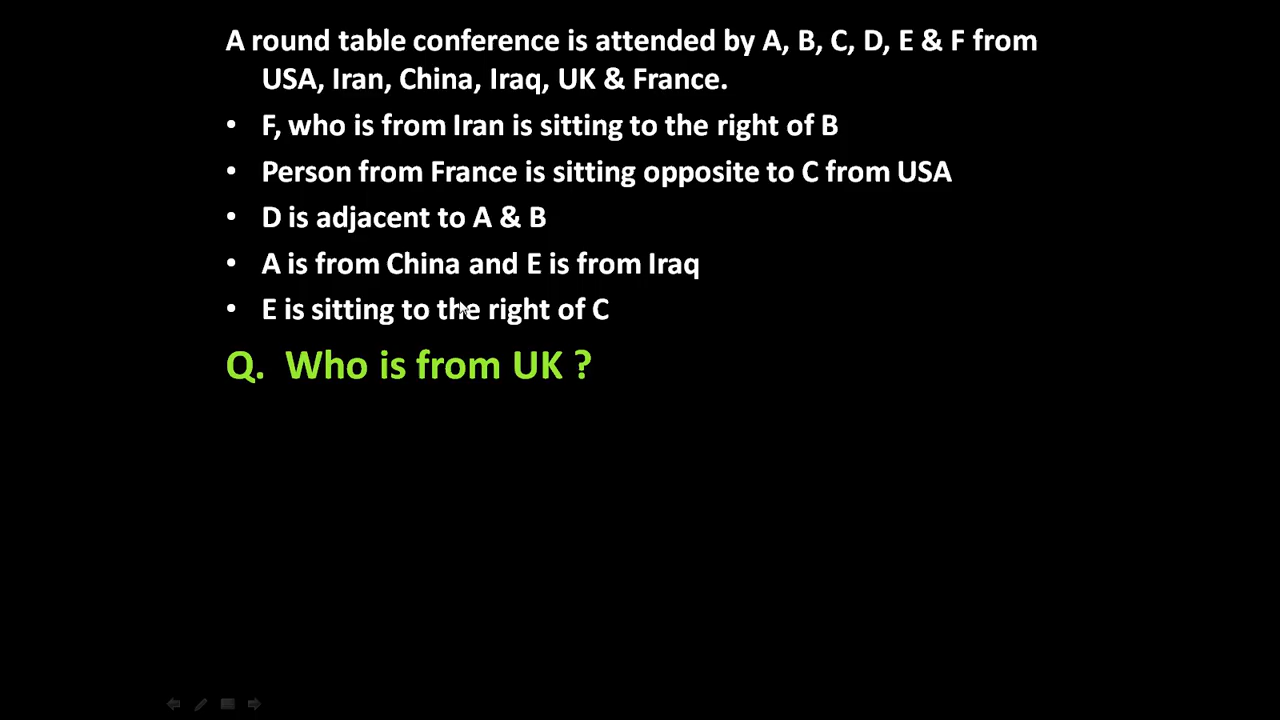 A round table conference is attended by A, B, C, D, E & F from
USA, Iran, China, Iraq, UK & France.
• F, who is from Iran is sitting to the right of B
• Person from France is sitting opposite to C from USA
• D is adjacent to A & B
• A is from China and E is from Iraq
• E is sitting to the right of C
Q. Who is from UK ?